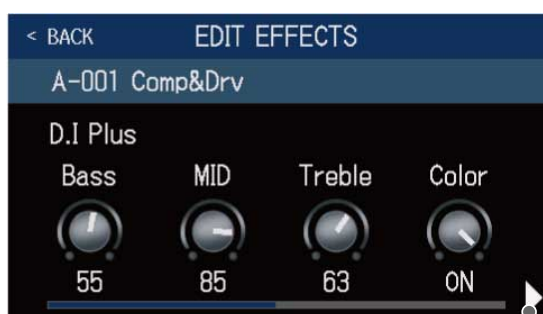 < BACK EDIT EFFECTS
A-001 Comp&Drv
D.I Plus
Bass MID Treble Color
55 85 63 ON